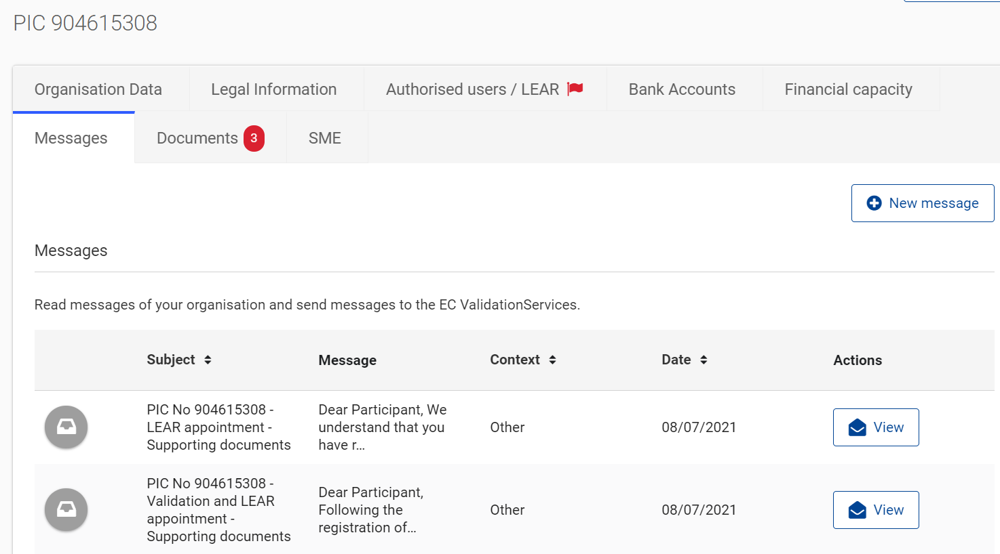 PIC 904615308
Organisation Data
Legal Information
Authorised users / LEAR
Bank Accounts
Financial capacity
Messages
Documents 3
SME
New message
Messages
Read messages of your organisation and send messages to the EC ValidationServices.
Subject
Message
Context
Date
Actions
PIC No 904615308 -
LEAR appointment -
Supporting documents
Dear Participant, We
understand that you
have r...
Other
08/07/2021
View
PIC No 904615308 -
Validation and LEAR
appointment -
Supporting documents
Dear Participant,
Following the
registration of...
Other
08/07/2021
View